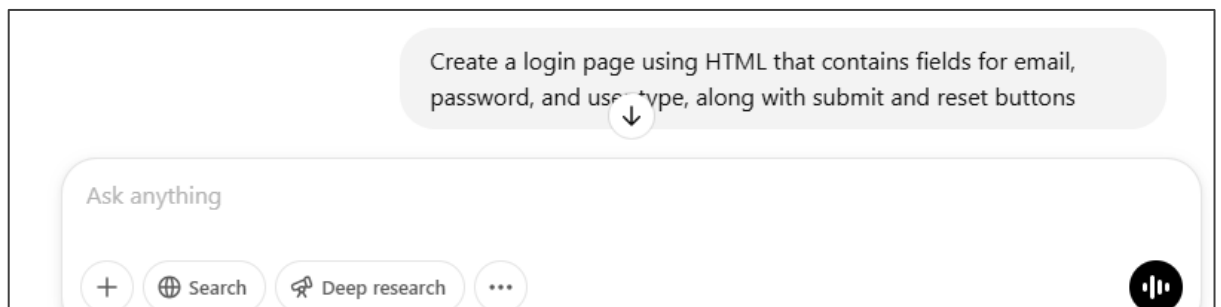 Create a login page using HTML that contains fields for email,
password, and user type, along with submit and reset buttons
Ask anything
Search
Deep research